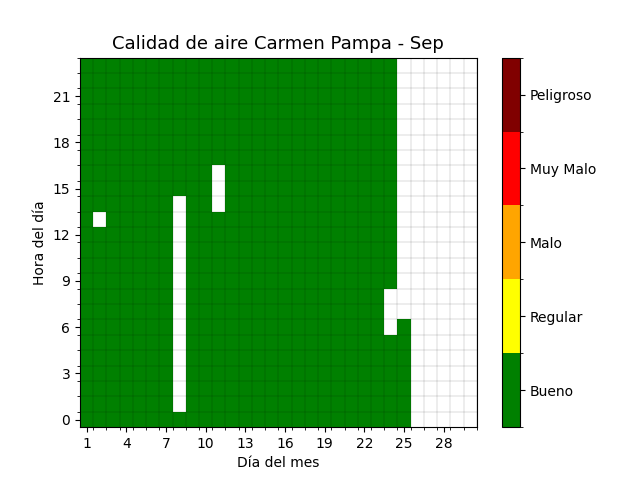 Calidad de aire Carmen Pampa - Sep
21
18
15
12
9
6
3
0
Hora del día
1 4 7 10 13 16 19 22 25 28
Día del mes
Peligroso
Muy Malo
Malo
Regular
Bueno